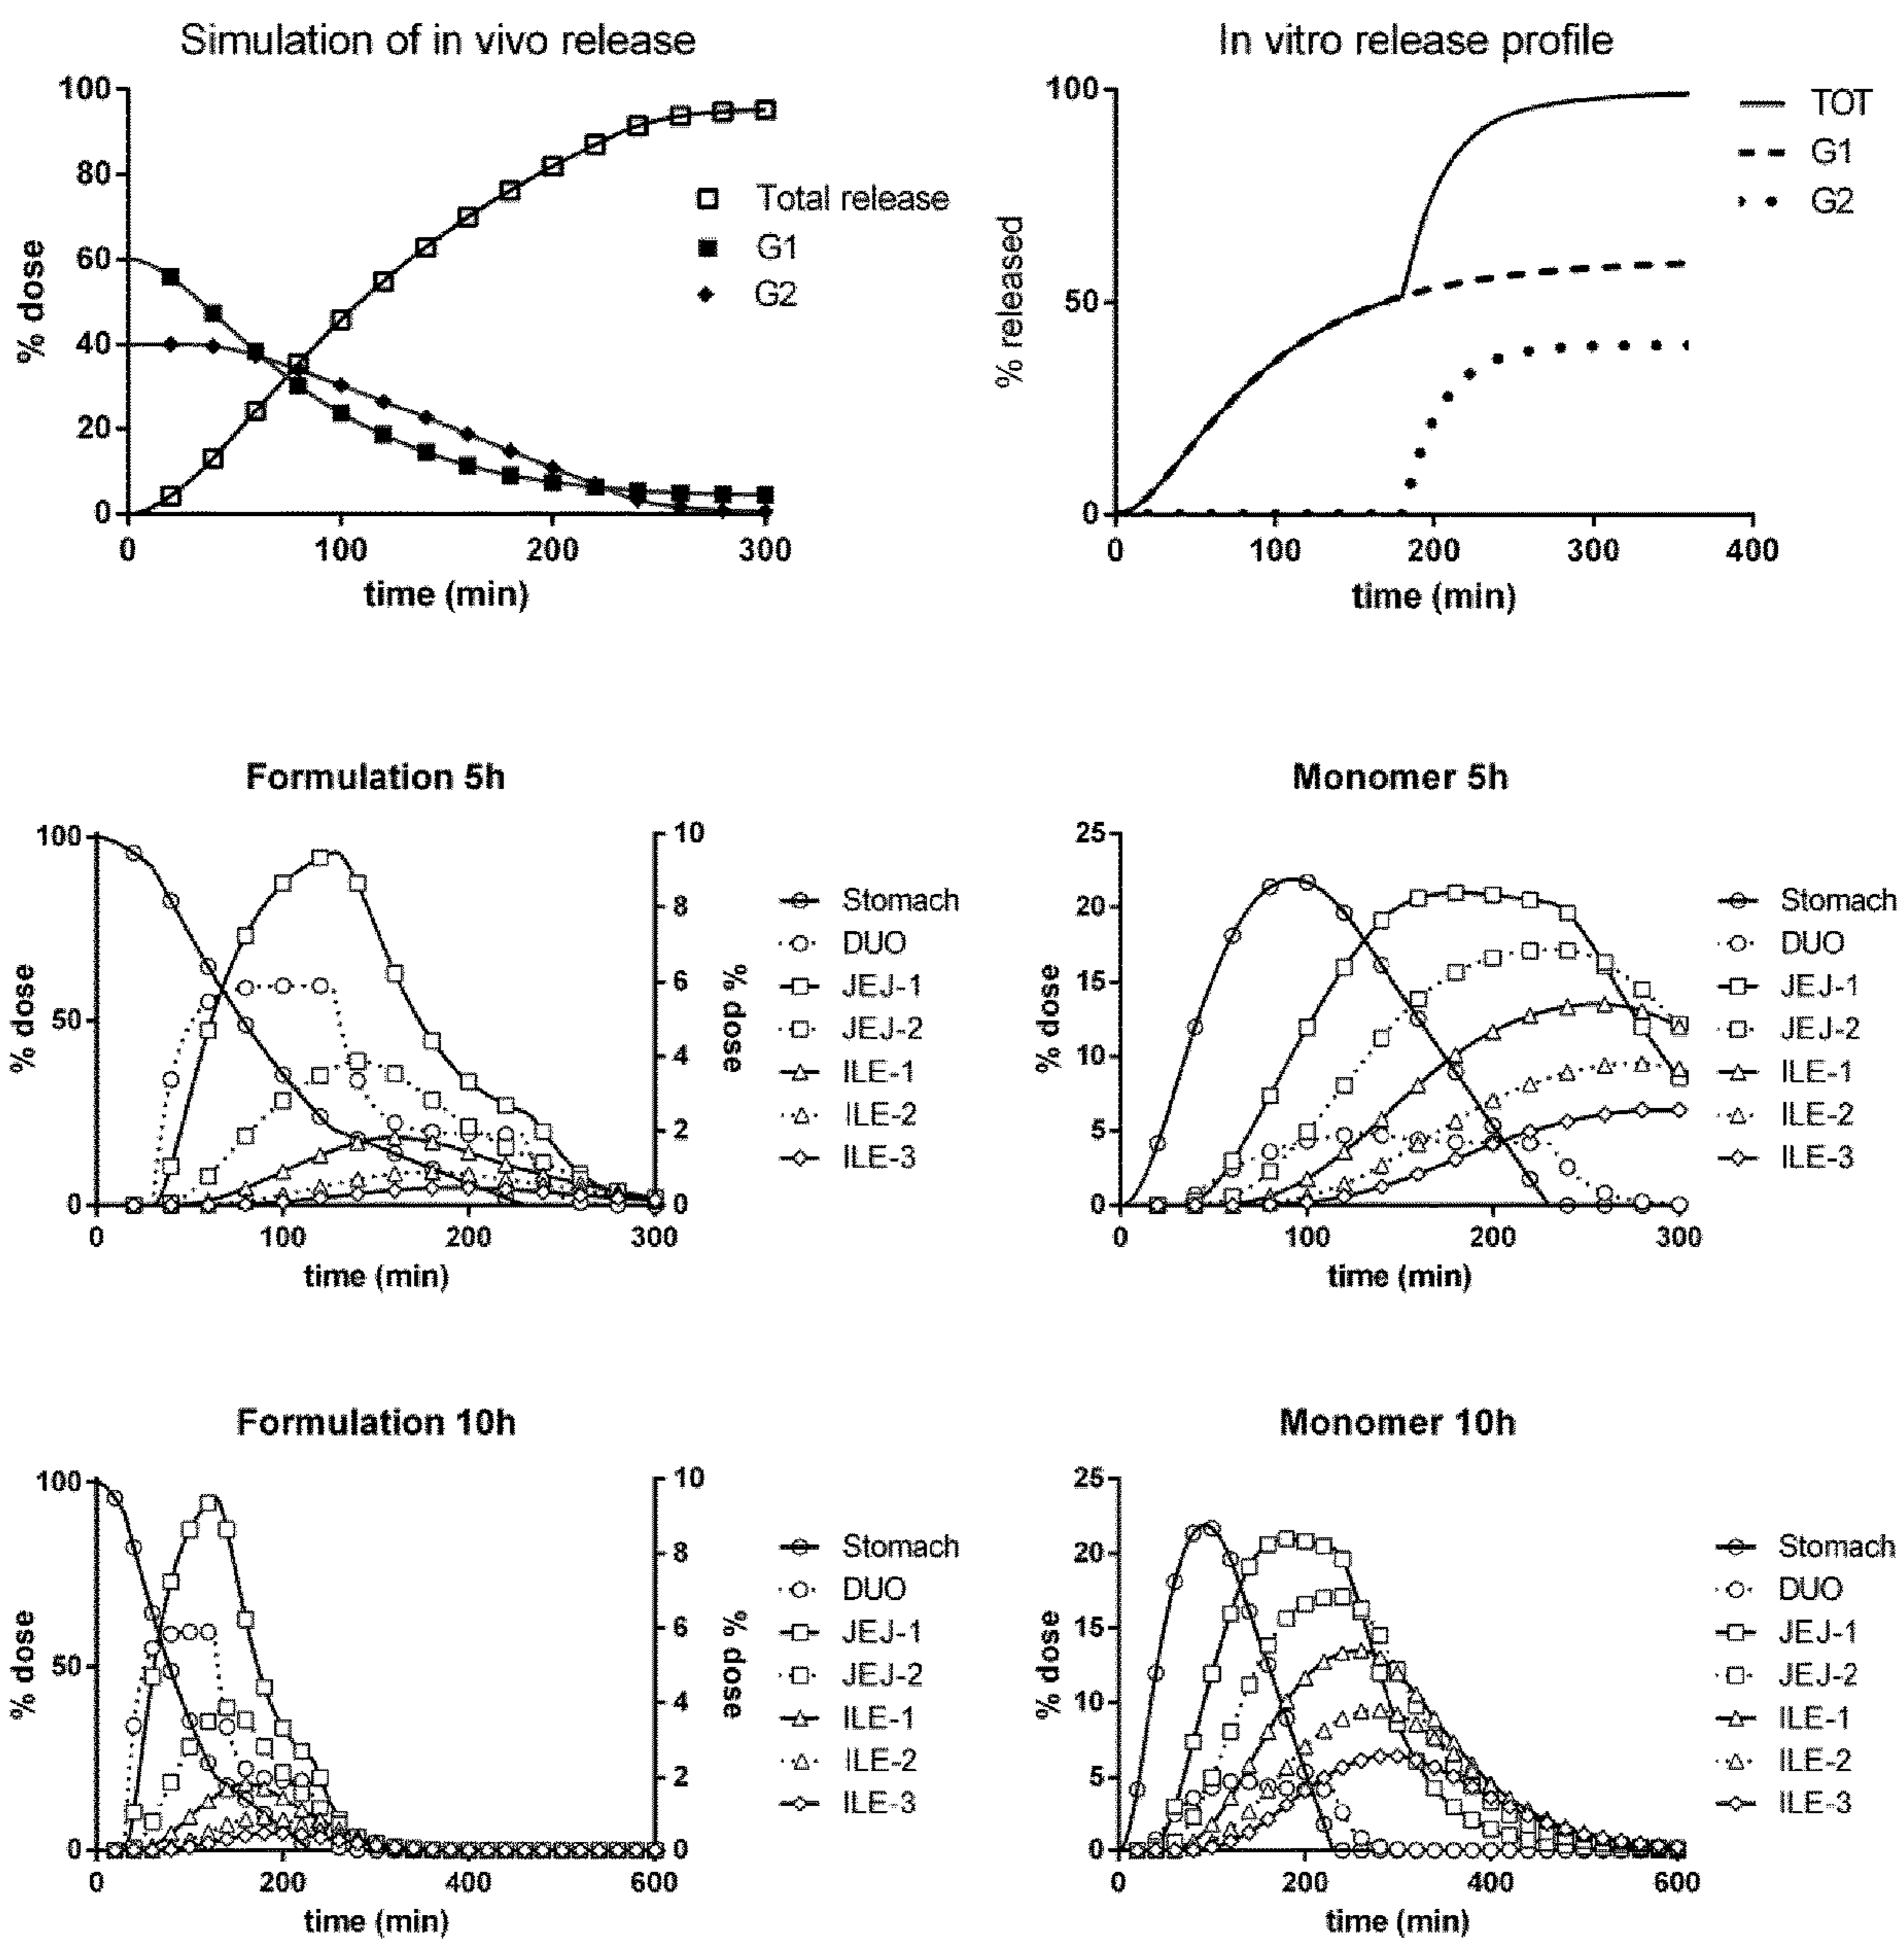 Simulation of in vivo release
100
80
60
40
20
0
% dose
0 100 200 300
time (min)
Total release
G1
G2
In vitro release profile
100
50
0
% released
0 100 200 300 400
time (min)
TOT
G1
G2
Formulation 5h
100
50
0
% dose
10
8
6
4
2
0
% dose
0 100 200 300
time (min)
Stomach
DUO
JEJ-1
JEJ-2
ILE-1
ILE-2
ILE-3
Monomer 5h
25
20
15
10
5
0
% dose
0 100 200 300
time (min)
Stomach
DUO
JEJ-1
JEJ-2
ILE-1
ILE-2
ILE-3
Formulation 10h
100
50
0
% dose
10
8
6
4
2
0
% dose
0 200 400 600
time (min)
Stomach
DUO
JEJ-1
JEJ-2
ILE-1
ILE-2
ILE-3
Monomer 10h
25
20
15
10
5
0
% dose
0 200 400 600
time (min)
Stomach
DUO
JEJ-1
JEJ-2
ILE-1
ILE-2
ILE-3